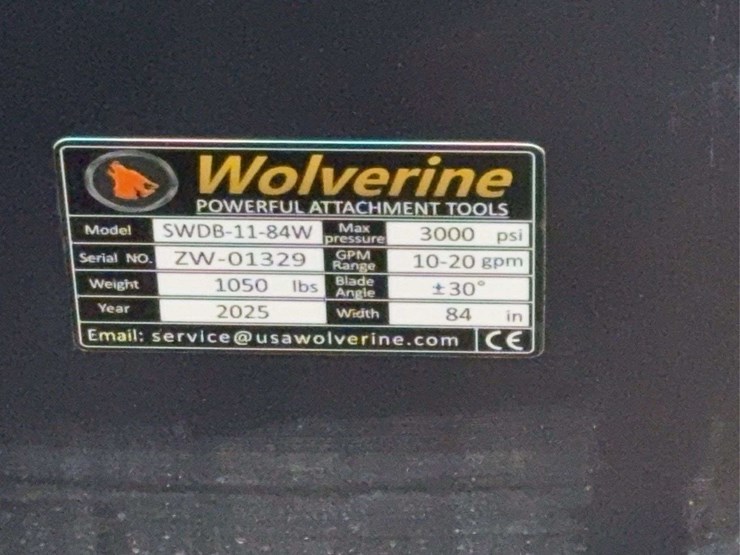 Wolverine
POWERFUL ATTACHMENT TOOLS
Model SWDB-11-84W Max pressure 3000 psi
Serial NO. ZW-01329 GPM Range 10-20 gpm
Weight 1050 lbs Blade Angle ±30°
Year 2025 Width 84 in
Email: service@usawolverine.com CE